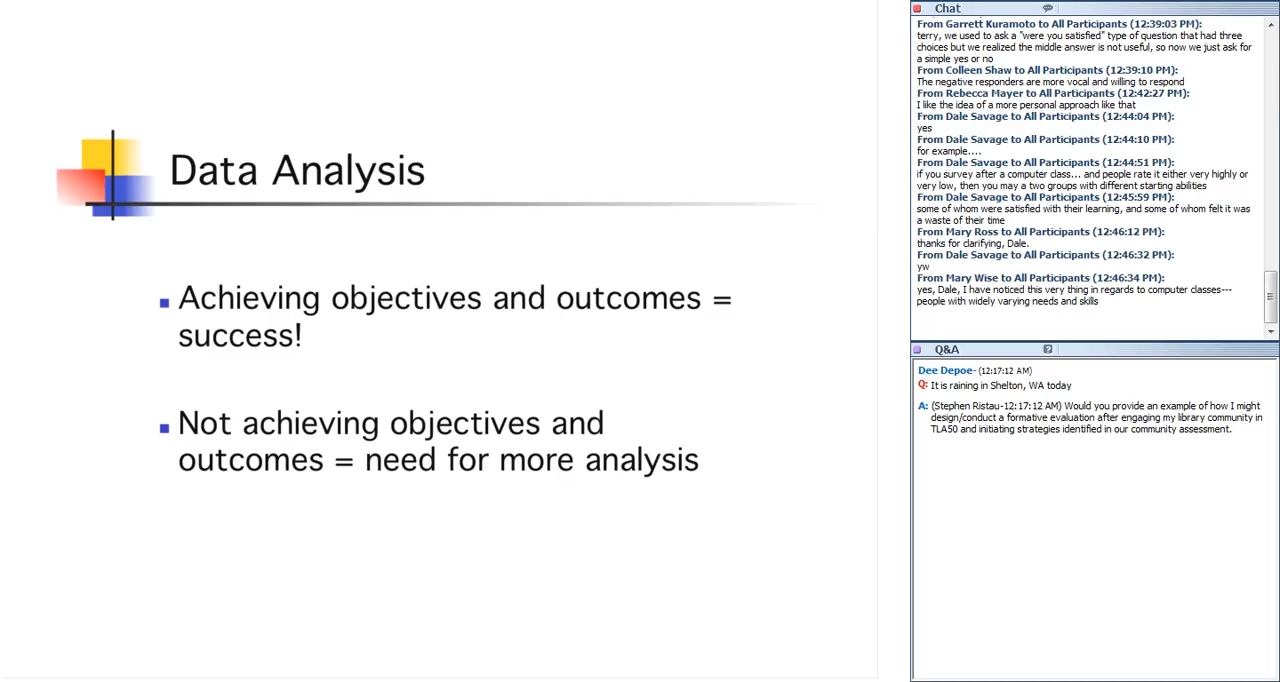 Data Analysis
Achieving objectives and outcomes =
success!
Not achieving objectives and
outcomes = need for more analysis
Chat
From Garrett Kuramoto to All Participants (12:39:03 PM):
terry, we used to ask a "were you satisfied" type of question that had three
choices but we realized the middle answer is not useful, so now we just ask for
a simple yes or no
From Colleen Shaw to All Participants (12:39:10 PM):
The negative responders are more vocal and willing to respond
From Rebecca Mayer to All Participants (12:42:27 PM):
I like the idea of a more personal approach like that
From Dale Savage to All Participants (12:44:04 PM):
yes
From Dale Savage to All Participants (12:44:10 PM):
for example....
From Dale Savage to All Participants (12:44:51 PM):
if you survey after a computer class... and people rate it either very highly or
very low, then you may a two groups with different starting abilities
From Dale Savage to All Participants (12:45:59 PM):
some of whom were satisfied with their learning, and some of whom felt it was
a waste of their time
From Mary Ross to All Participants (12:46:12 PM):
thanks for clarifying, Dale.
From Dale Savage to All Participants (12:46:32 PM):
yw
From Mary Wise to All Participants (12:46:34 PM):
yes, Dale, I have noticed this very thing in regards to computer classes---
people with widely varying needs and skills
Q&A
Dee Depoe- (12:17:12 AM)
Q: It is raining in Shelton, WA today
A: (Stephen Ristau-12:17:12 AM) Would you provide an example of how I might
design/conduct a formative evaluation after engaging my library community in
TLA50 and initiating strategies identified in our community assessment.